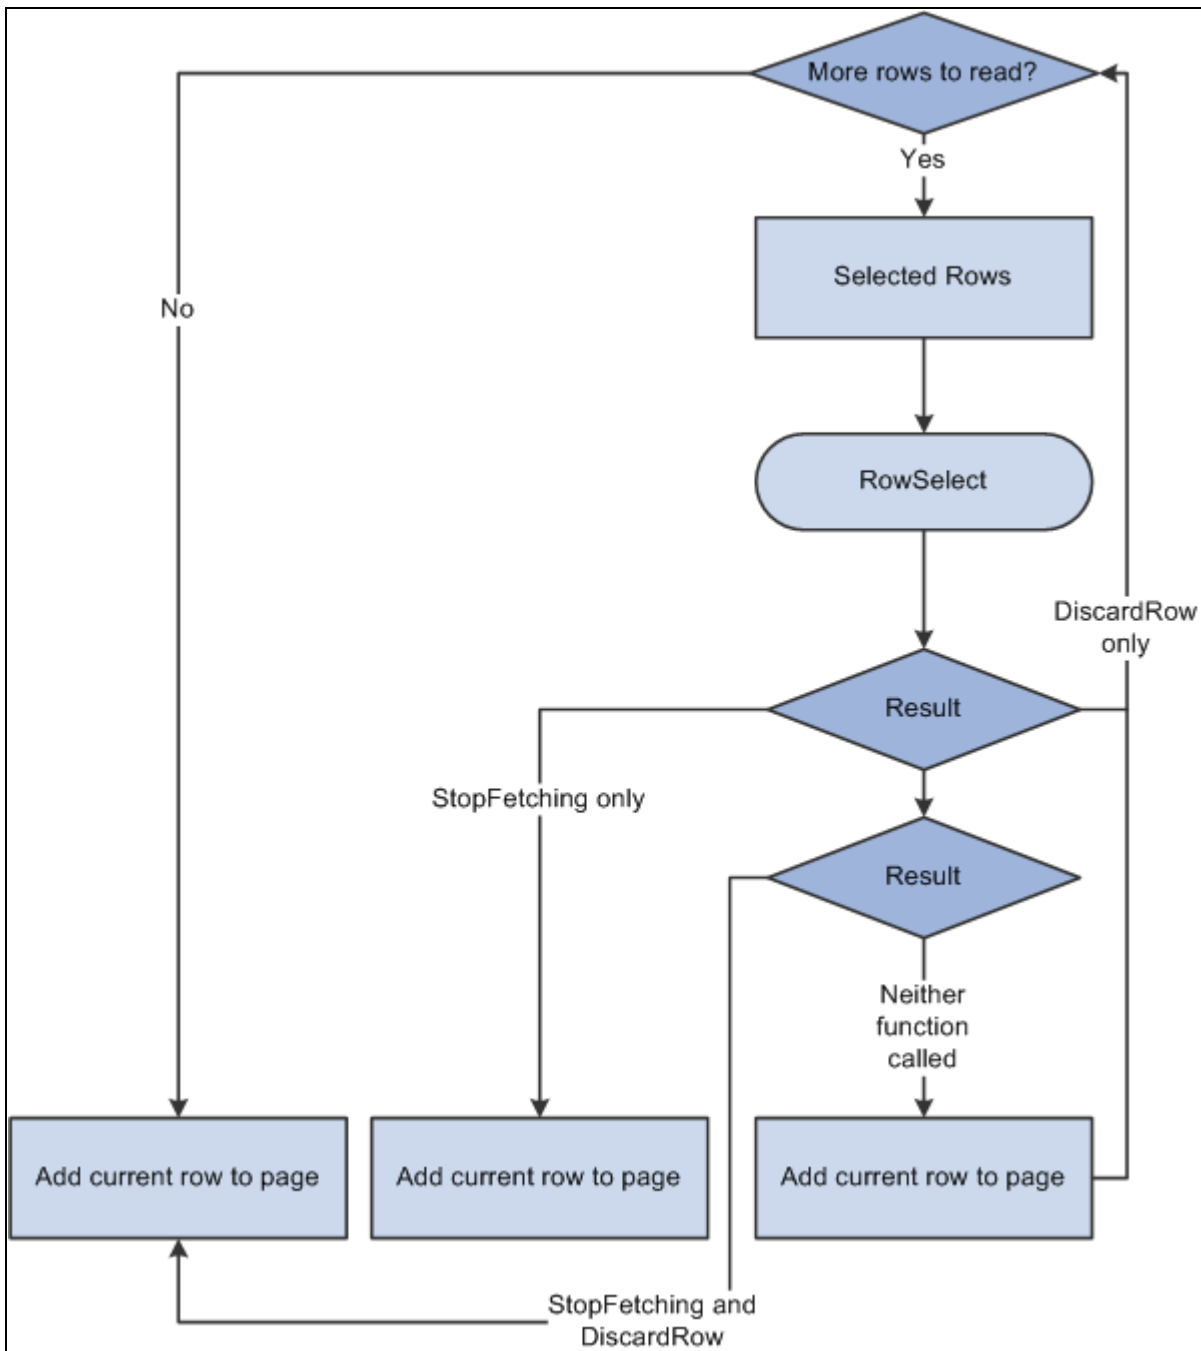 More rows to read?
Yes
Selected Rows
No
RowSelect
DiscardRow
only
Result
StopFetching only
Result
Neither
function
called
Add current row to page
Add current row to page
Add current row to page
StopFetching and
DiscardRow